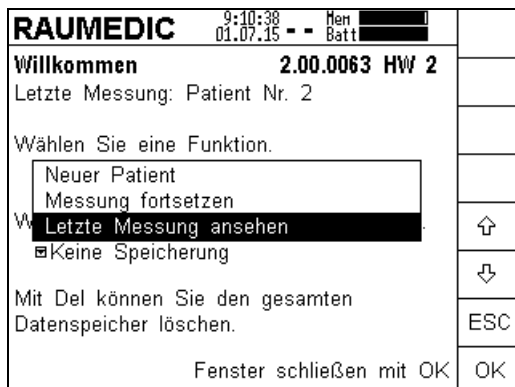 RAUMEDIC 9:10:38 Mem
01.07.15 Batt
Willkommen 2.00.0063 HW 2
Letzte Messung: Patient Nr. 2
Wählen Sie eine Funktion.
Neuer Patient
Messung fortsetzen
W
Letzte Messung ansehen
Keine Speicherung
Mit Del können Sie den gesamten
Datenspeicher löschen.
ESC
Fenster schließen mit OK
OK